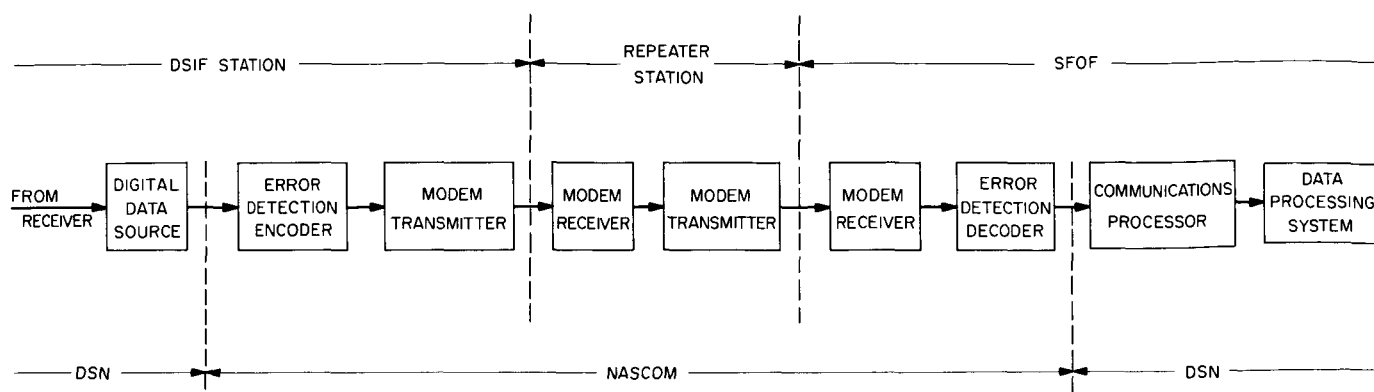 DSIF STATION
REPEATER
STATION
SFOF
FROM
RECEIVER
DIGITAL
DATA
SOURCE
ERROR
DETECTION
ENCODER
MODEM
TRANSMITTER
MODEM
RECEIVER
MODEM
TRANSMITTER
MODEM
RECEIVER
ERROR
DETECTION
DECODER
COMMUNICATIONS
PROCESSOR
DATA
PROCESSING
SYSTEM
DSN
NASCOM
DSN